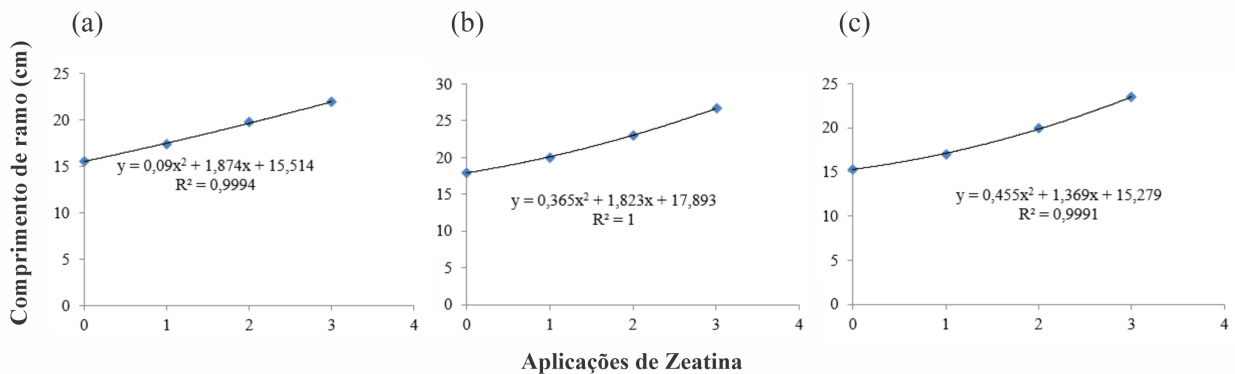 (a)
(b)
(c)
Comprimento de ramo (cm)
25
20
15
10
5
0
y = 0,09x² + 1,874x + 15,514
R² = 0,9994
0 1 2 3 4
30
25
20
15
10
5
0
y = 0,365x² + 1,823x + 17,893
R² = 1
0 1 2 3 4
25
20
15
10
5
0
y = 0,455x² + 1,369x + 15,279
R² = 0,9991
0 1 2 3 4
Aplicações de Zeatina